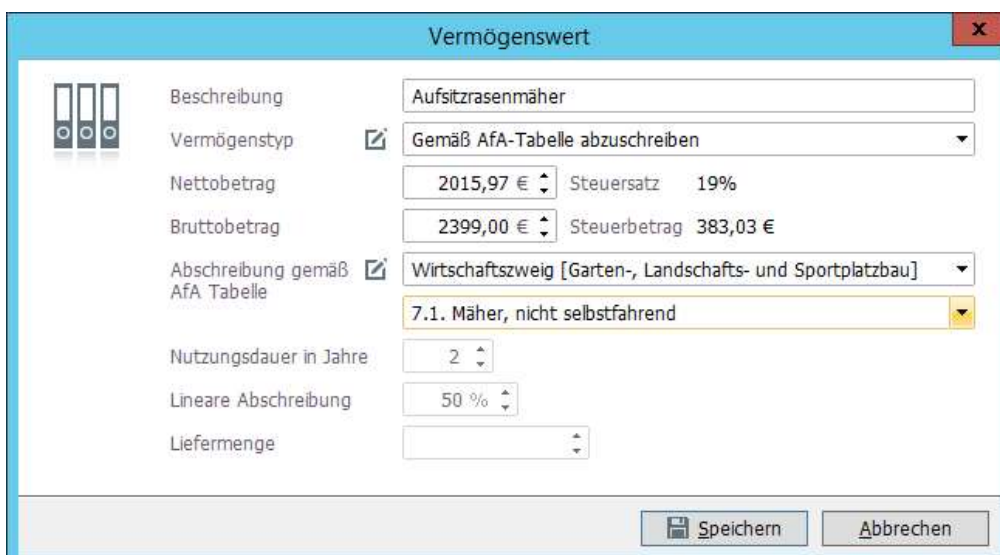 Vermögenswert
x
Beschreibung Aufsitzrasenmäher
Vermögenstyp Gemäß AfA-Tabelle abzuschreiben
Nettobetrag 2015,97 € Steuersatz 19%
Bruttobetrag 2399,00 € Steuerbetrag 383,03 €
Abschreibung gemäß Wirtschaftszweig [Garten-, Landschafts- und Sportplatzbau]
AfA Tabelle
7.1. Mäher, nicht selbstfahrend
Nutzungsdauer in Jahre 2
Lineare Abschreibung 50 %
Liefermenge
Speichern Abbrechen